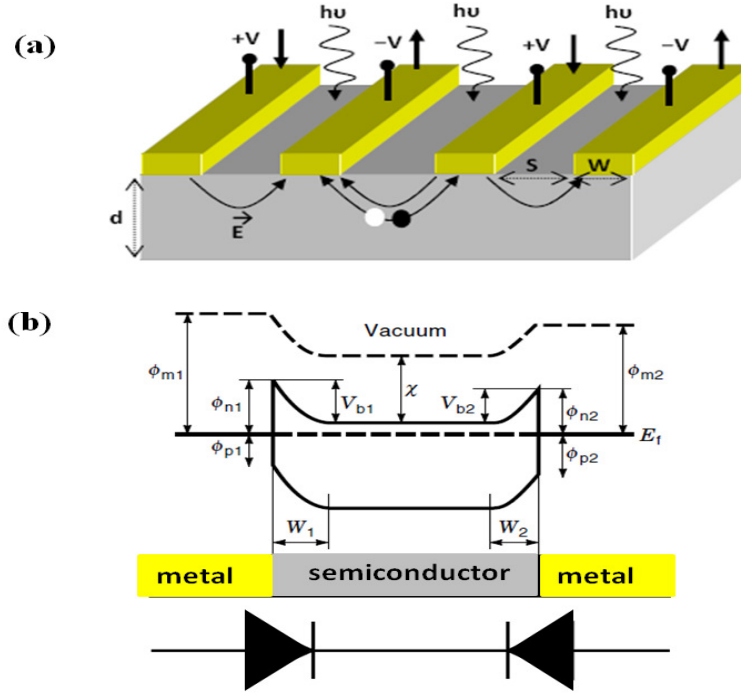 (a)
hυ hυ hυ
+V −V +V −V
S W
d
E
(b)
Vacuum
ϕm1 ϕm2
ϕn1 Vb1 χ Vb2 ϕn2
Ef
ϕp1 ϕp2
W1 W2
metal semiconductor metal